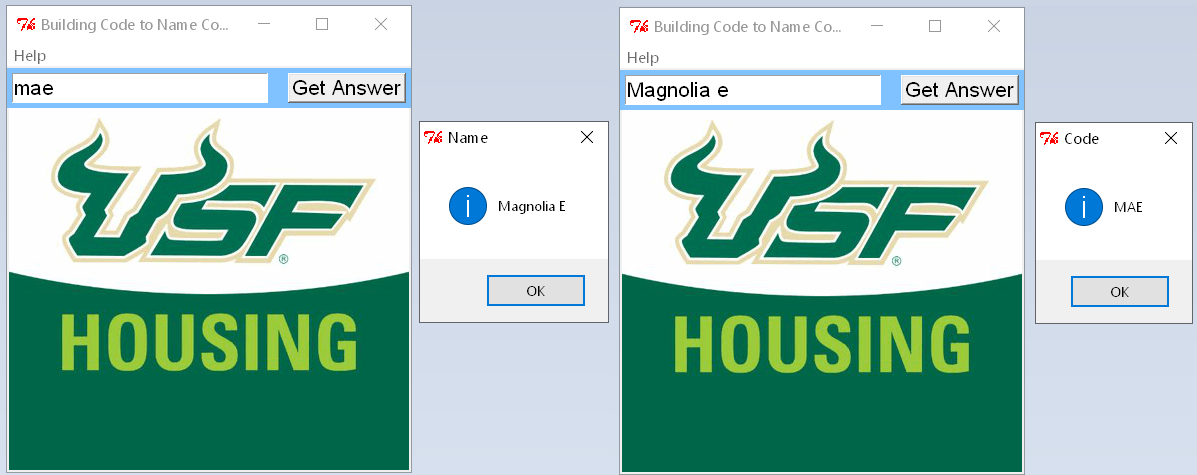 Building Code to Name Co...
Help
mae
Get Answer
USF®
HOUSING
Name
Magnolia E
OK
Building Code to Name Co...
Help
Magnolia e
Get Answer
USF®
HOUSING
Code
MAE
OK